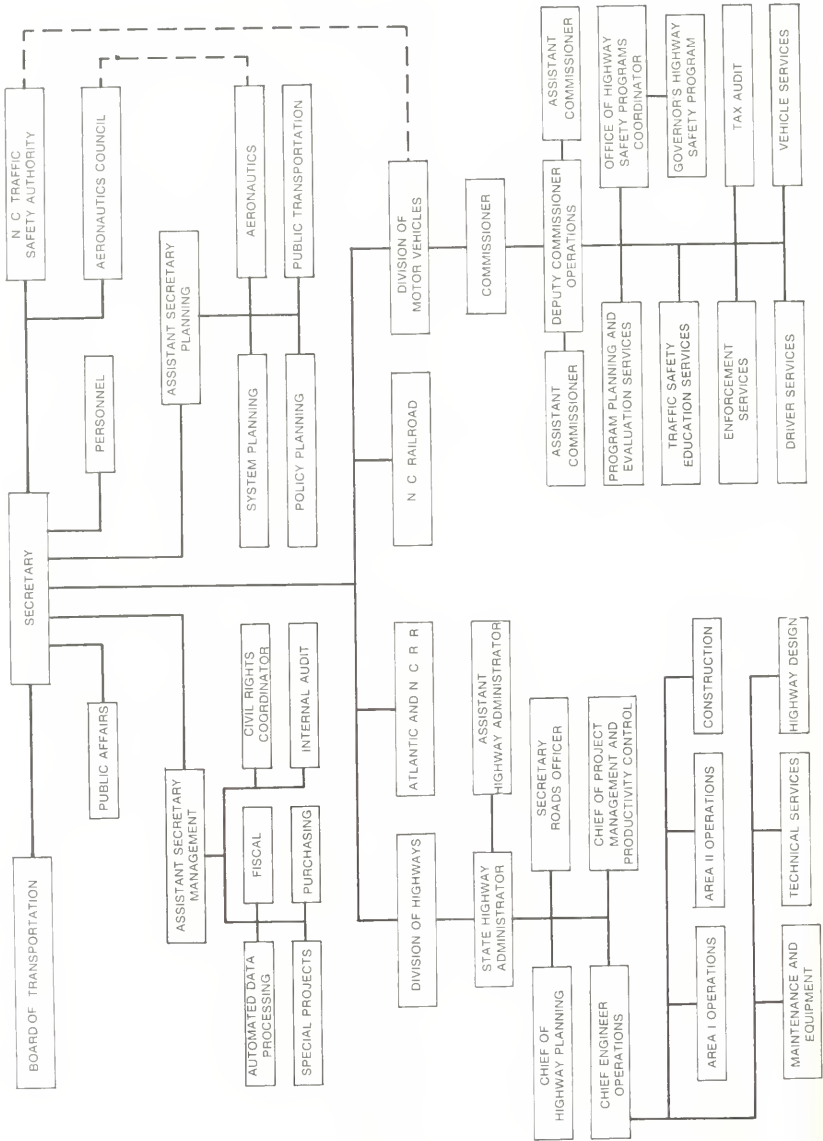 BOARD OF TRANSPORTATION
SECRETARY
N C TRAFFIC
SAFETY AUTHORITY
AERONAUTICS COUNCIL
PUBLIC AFFAIRS
PERSONNEL
ASSISTANT SECRETARY
MANAGEMENT
ASSISTANT SECRETARY
PLANNING
AUTOMATED DATA
PROCESSING
FISCAL
CIVIL RIGHTS
COORDINATOR
SPECIAL PROJECTS
PURCHASING
INTERNAL AUDIT
SYSTEM PLANNING
AERONAUTICS
POLICY PLANNING
PUBLIC TRANSPORTATION
DIVISION OF HIGHWAYS
ATLANTIC AND N C R R
N C RAILROAD
DIVISION OF
MOTOR VEHICLES
STATE HIGHWAY
ADMINISTRATOR
ASSISTANT
HIGHWAY ADMINISTRATOR
CHIEF OF
HIGHWAY PLANNING
SECRETARY
ROADS OFFICER
CHIEF ENGINEER
OPERATIONS
CHIEF OF PROJECT
MANAGEMENT AND
PRODUCTIVITY CONTROL
AREA I OPERATIONS
AREA II OPERATIONS
CONSTRUCTION
MAINTENANCE AND
EQUIPMENT
TECHNICAL SERVICES
HIGHWAY DESIGN
COMMISSIONER
ASSISTANT
COMMISSIONER
DEPUTY COMMISSIONER
OPERATIONS
ASSISTANT
COMMISSIONER
PROGRAM PLANNING AND
EVALUATION SERVICES
OFFICE OF HIGHWAY
SAFETY PROGRAMS
COORDINATOR
GOVERNOR'S HIGHWAY
SAFETY PROGRAM
TRAFFIC SAFETY
EDUCATION SERVICES
ENFORCEMENT
SERVICES
TAX AUDIT
DRIVER SERVICES
VEHICLE SERVICES